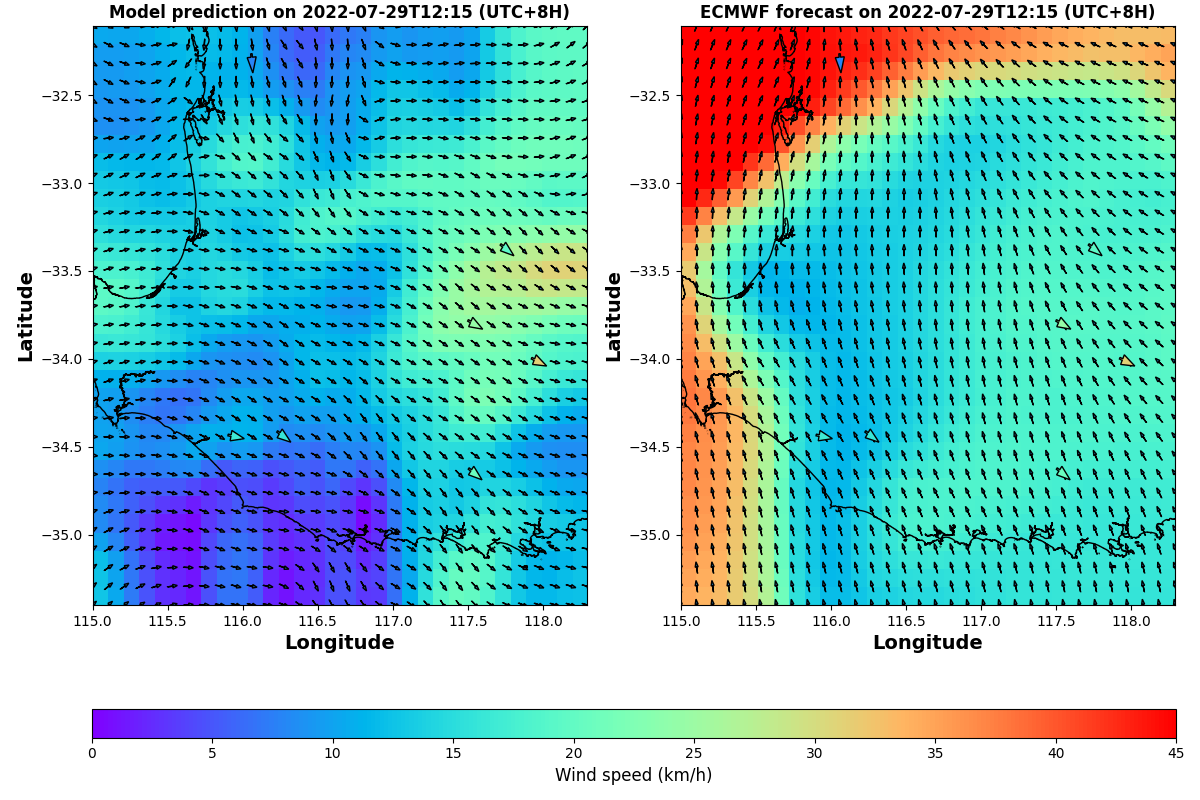 Model prediction on 2022-07-29T12:15 (UTC+8H)
ECMWF forecast on 2022-07-29T12:15 (UTC+8H)
Latitude
−32.5
−33.0
−33.5
−34.0
−34.5
−35.0
115.0 115.5 116.0 116.5 117.0 117.5 118.0
Longitude
Latitude
−32.5
−33.0
−33.5
−34.0
−34.5
−35.0
115.0 115.5 116.0 116.5 117.0 117.5 118.0
Longitude
0 5 10 15 20 25 30 35 40 45
Wind speed (km/h)